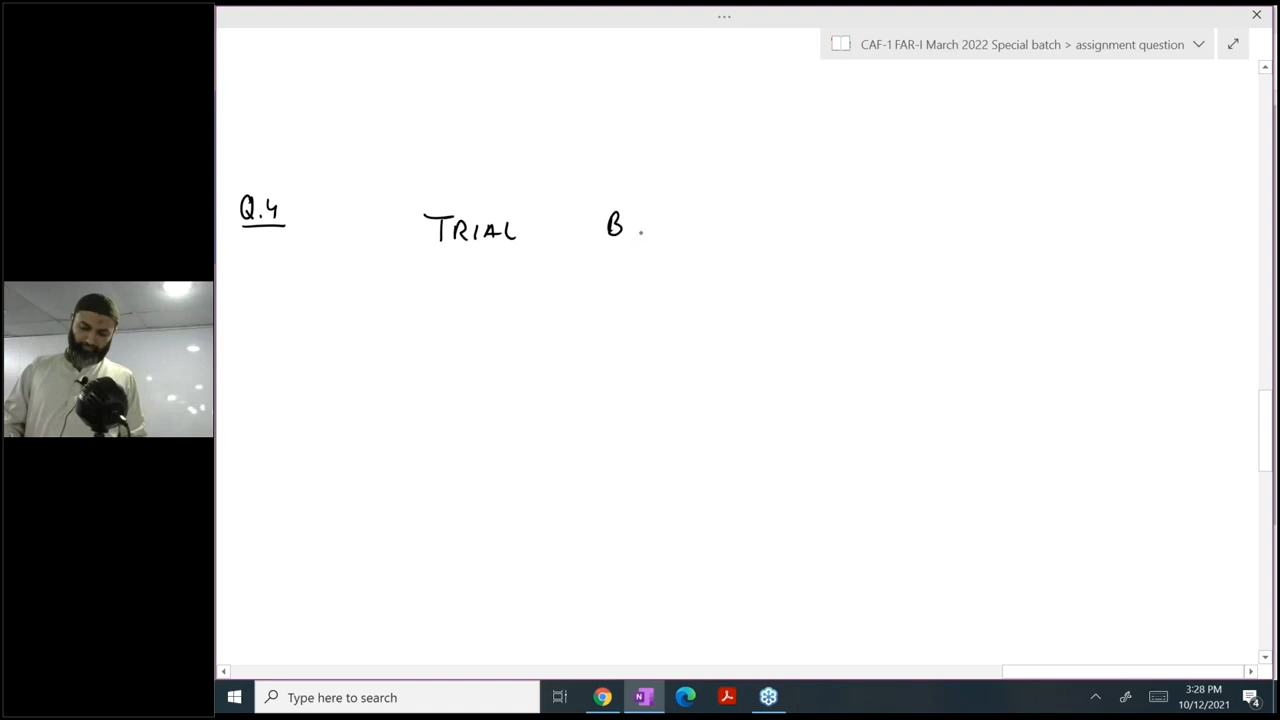 CAF-1 FAR-I March 2022 Special batch > assignment question
Q.4
TRIAL B
Type here to search
3:28 PM
10/12/2021
4